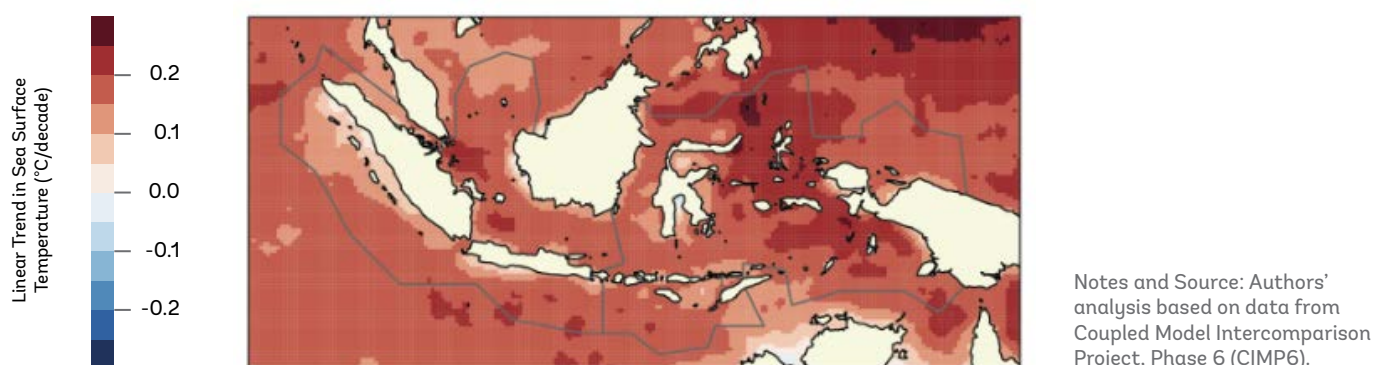 Linear Trend in Sea Surface
Temperature (°C/decade)
0.2
0.1
0.0
-0.1
-0.2
Notes and Source: Authors'
analysis based on data from
Coupled Model Intercomparison
Project, Phase 6 (CIMP6).